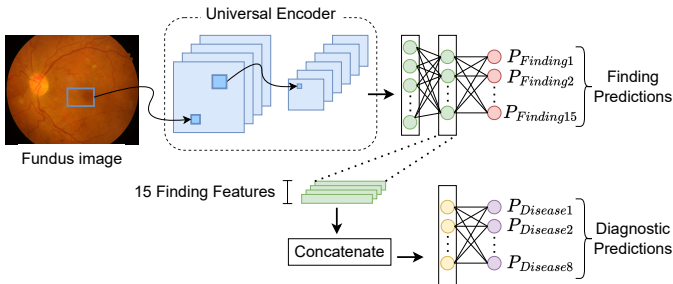 Universal Encoder
P_{Finding1}
P_{Finding2}
P_{Finding15}
Finding
Predictions
Fundus image
15 Finding Features
Concatenate
P_{Disease1}
P_{Disease2}
P_{Disease8}
Diagnostic
Predictions